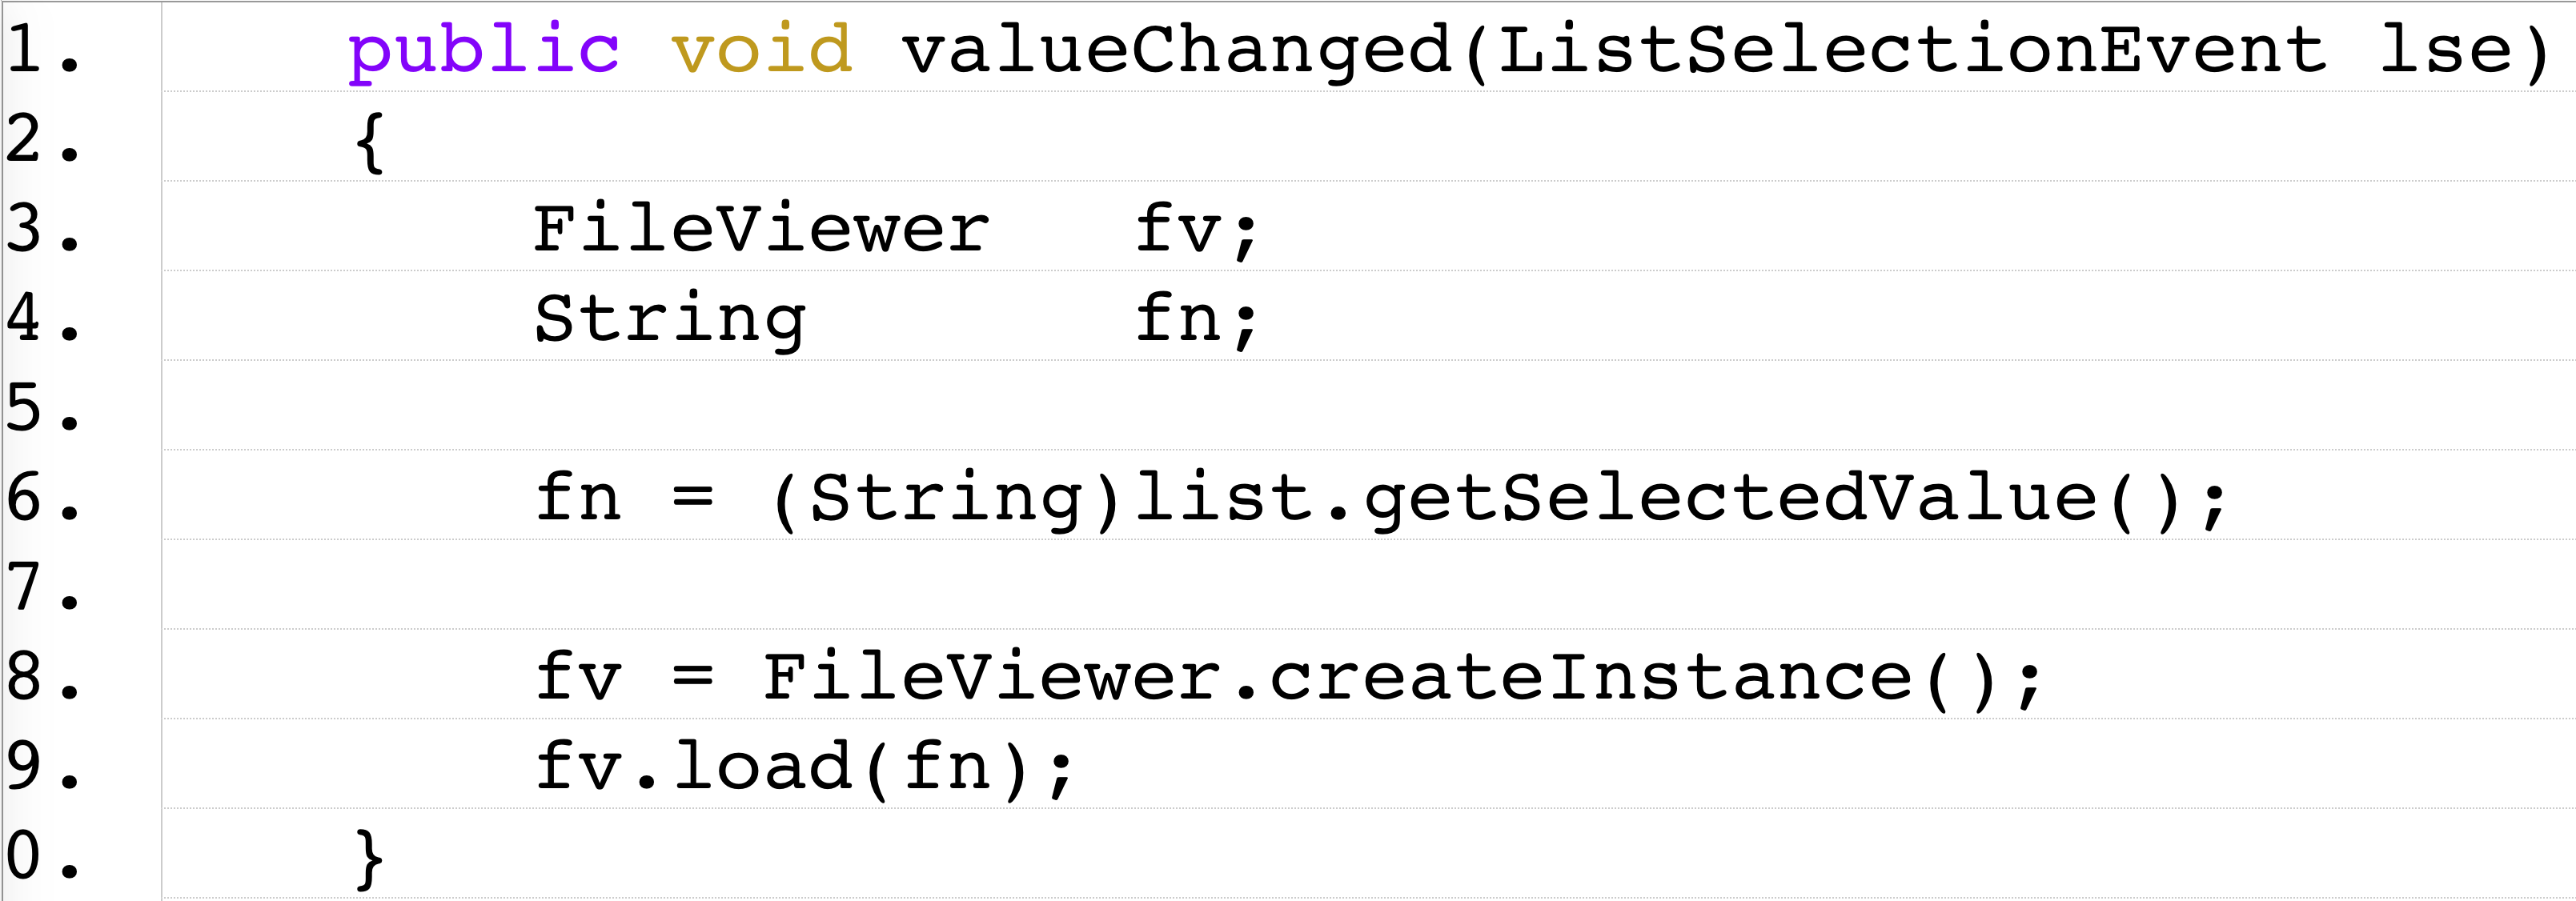 1. public void valueChanged(ListSelectionEvent lse)
2. {
3. FileViewer fv;
4. String fn;
5.
6. fn = (String)list.getSelectedValue();
7.
8. fv = FileViewer.createInstance();
9. fv.load(fn);
0. }